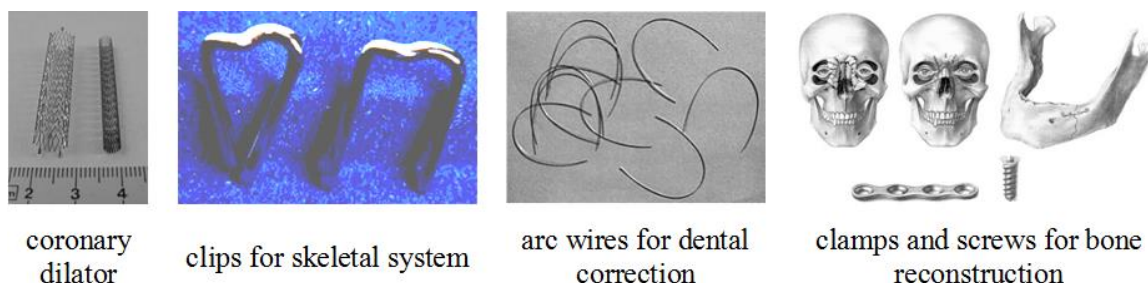 2 3 4
coronary
dilator
clips for skeletal system
arc wires for dental
correction
clamps and screws for bone
reconstruction